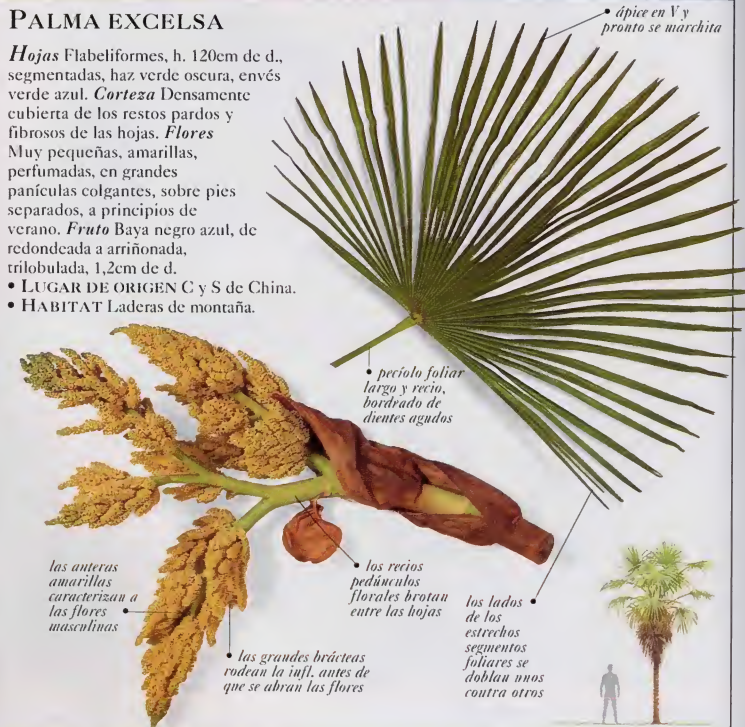 PALMA EXCELSA
Hojas Flabeliformes, h. 120cm de d.,
segmentadas, haz verde oscura, envés
verde azul. Corteza Densamente
cubierta de los restos pardos y
fibrosos de las hojas. Flores
Muy pequeñas, amarillas,
perfumadas, en grandes
panículas colgantes, sobre pies
separados, a principios de
verano. Fruto Baya negro azul, de
redondeada a arriñonada,
trilobulada, 1,2cm de d.
• LUGAR DE ORIGEN C y S de China.
• HABITAT Laderas de montaña.
• ápice en V y
pronto se marchita
• pecíolo foliar
largo y recio,
bordrado de
dientes agudos
las anteras
amarillas
caracterizan a
las flores
masculinas
• las grandes brácteas
rodean la infl. antes de
que se abran las flores
• los recios
pedúnculos
florales brotan
entre las hojas
los lados
de los
estrechos
segmentos
foliares se
doblan unos
contra otros